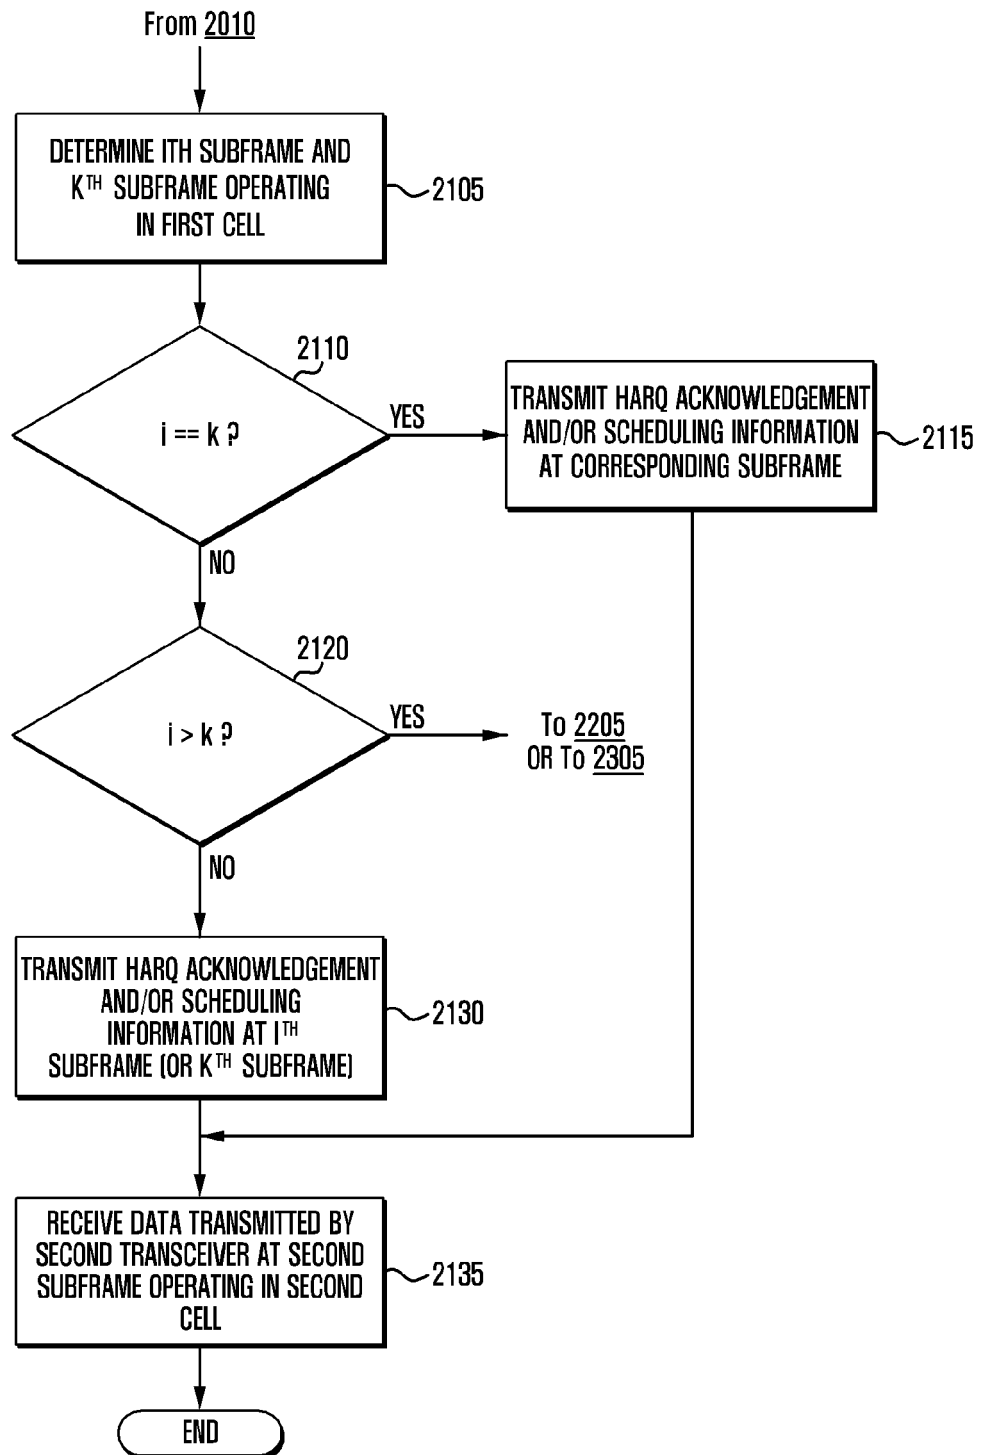 From 2010
DETERMINE ITH SUBFRAME AND
KTH SUBFRAME OPERATING
IN FIRST CELL
2105
2110
i == k ?
YES
NO
TRANSMIT HARQ ACKNOWLEDGEMENT
AND/OR SCHEDULING INFORMATION
AT CORRESPONDING SUBFRAME
2115
2120
i > k ?
YES
NO
To 2205
OR To 2305
TRANSMIT HARQ ACKNOWLEDGEMENT
AND/OR SCHEDULING
INFORMATION AT ITH
SUBFRAME (OR KTH SUBFRAME)
2130
RECEIVE DATA TRANSMITTED BY
SECOND TRANSCEIVER AT SECOND
SUBFRAME OPERATING IN SECOND
CELL
2135
END